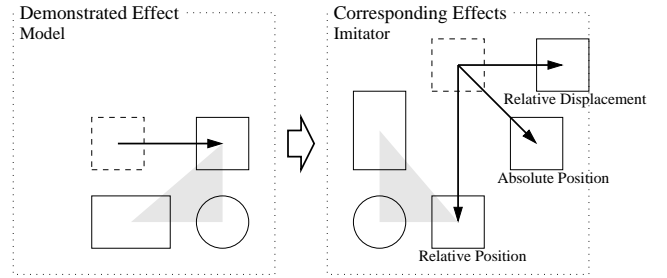 Demonstrated Effect
Model
Corresponding Effects
Imitator
Relative Displacement
Absolute Position
Relative Position